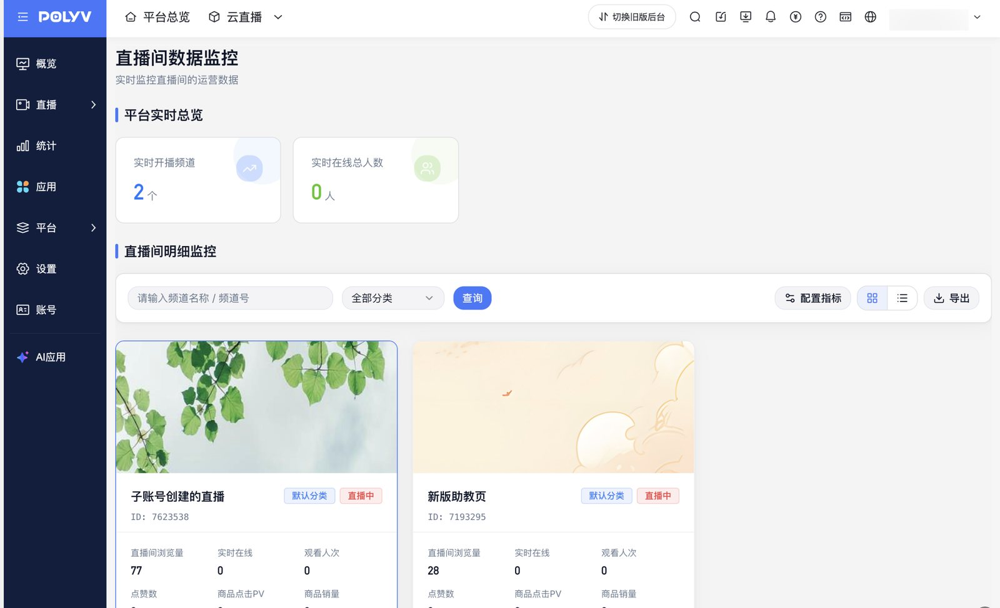 POLYV
平台总览
云直播
切换旧版后台
概览
直播
统计
应用
平台
设置
账号
AI应用
直播间数据监控
实时监控直播间的运营数据
平台实时总览
实时开播频道
2 个
实时在线总人数
0 人
直播间明细监控
请输入频道名称 / 频道号
全部分类
查询
配置指标
导出
子账号创建的直播
默认分类
直播中
ID: 7623538
直播间浏览量 实时在线 观看人次
77 0 0
点赞数 商品点击PV 商品销量
新版助教页
默认分类
直播中
ID: 7193295
直播间浏览量 实时在线 观看人次
28 0 0
点赞数 商品点击PV 商品销量